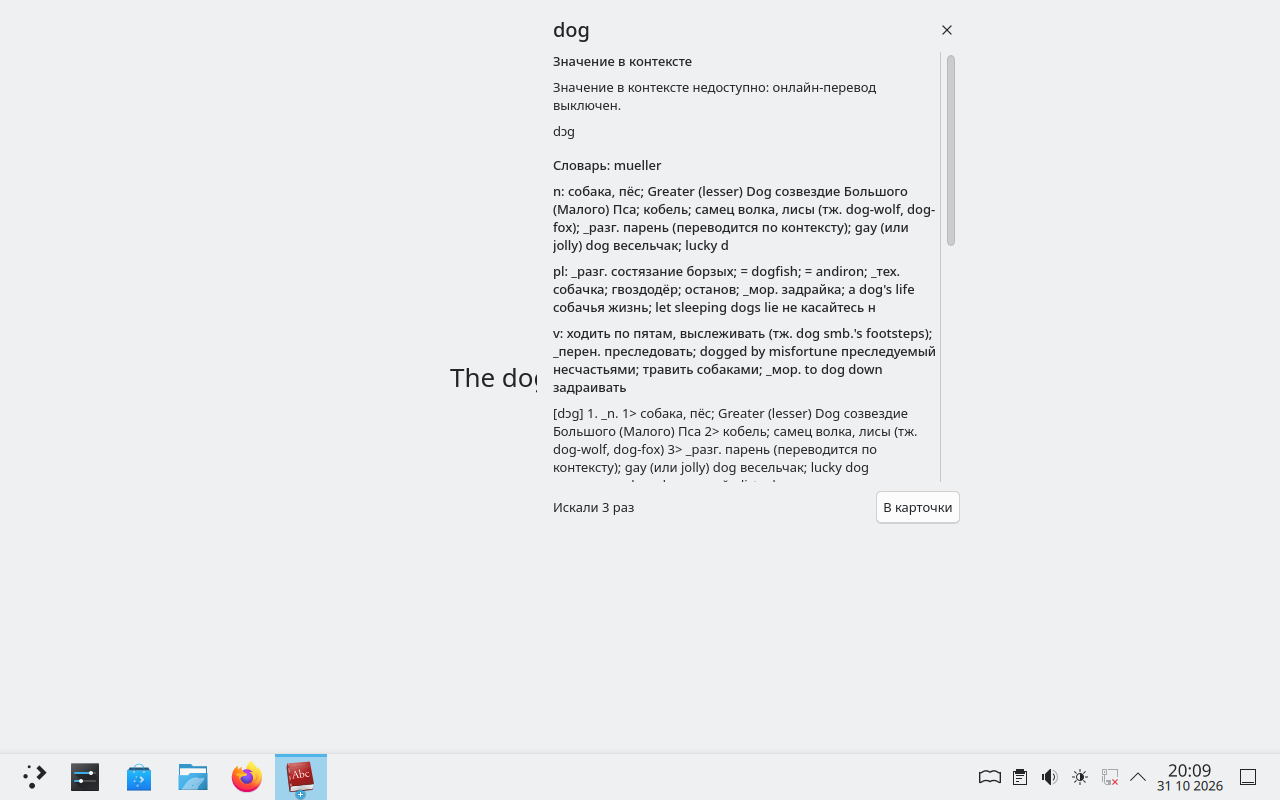 dog
Значение в контексте
Значение в контексте недоступно: онлайн-перевод
выключен.
dɔg
Словарь: mueller
n: собака, пёс; Greater (lesser) Dog созвездие Большого
(Малого) Пса; кобель; самец волка, лисы (тж. dog-wolf, dog-
fox); _разг. парень (переводится по контексту); gay (или
jolly) dog весельчак; lucky d
pl: _разг. состязание борзых; = dogfish; = andiron; _тех.
собачка; гвоздодёр; останов; _мор. задрайка; a dog's life
собачья жизнь; let sleeping dogs lie не касайтесь н
v: ходить по пятам, выслеживать (тж. dog smb.'s footsteps);
_перен. преследовать; dogged by misfortune преследуемый
несчастьями; травить собаками; _мор. to dog down
задраивать
The dog
[dɔg] 1. _n. 1> собака, пёс; Greater (lesser) Dog созвездие
Большого (Малого) Пса 2> кобель; самец волка, лисы (тж.
dog-wolf, dog-fox) 3> _разг. парень (переводится по
контексту); gay (или jolly) dog весельчак; lucky dog
Искали 3 раз
В карточки
Abc
20:09
31 10 2026